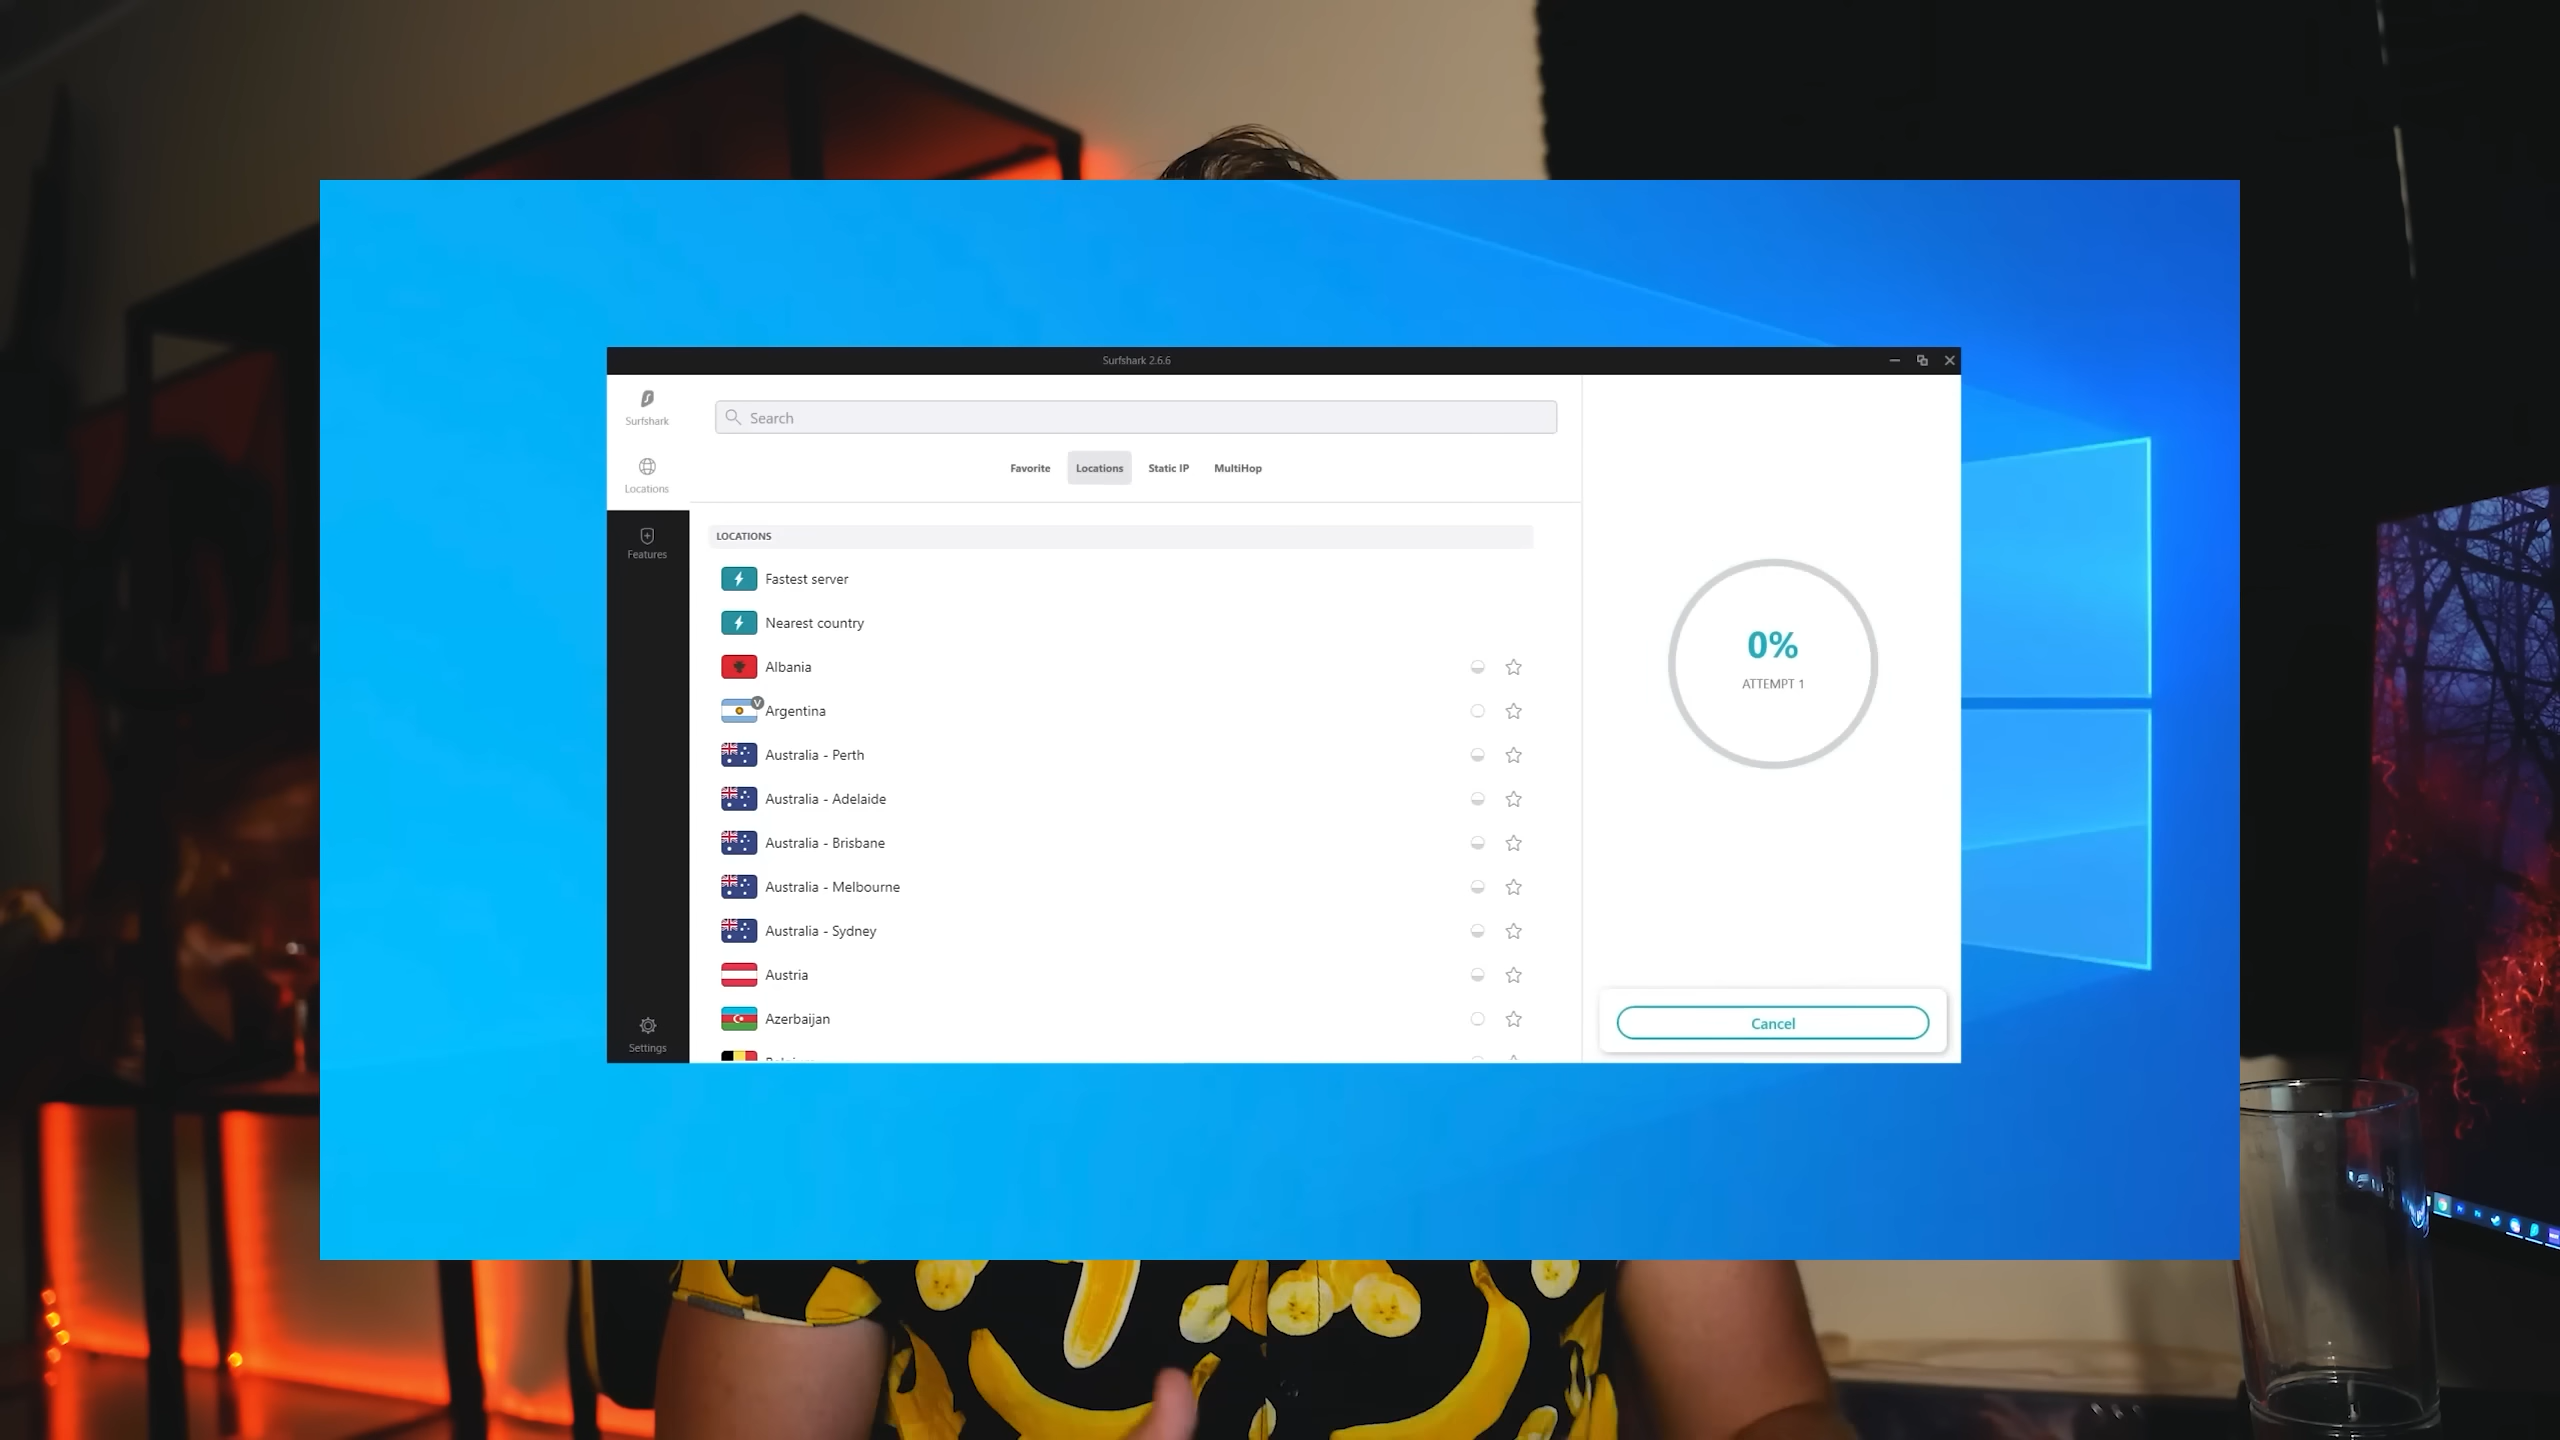 Surfshark 2.6.6
Surfshark
Search
Locations
Favorite
Locations
Static IP
MultiHop
Features
LOCATIONS
Fastest server
Nearest country
Albania
V
Argentina
Australia - Perth
Australia - Adelaide
Australia - Brisbane
Australia - Melbourne
Australia - Sydney
Austria
Azerbaijan
Settings
0%
ATTEMPT 1
Cancel